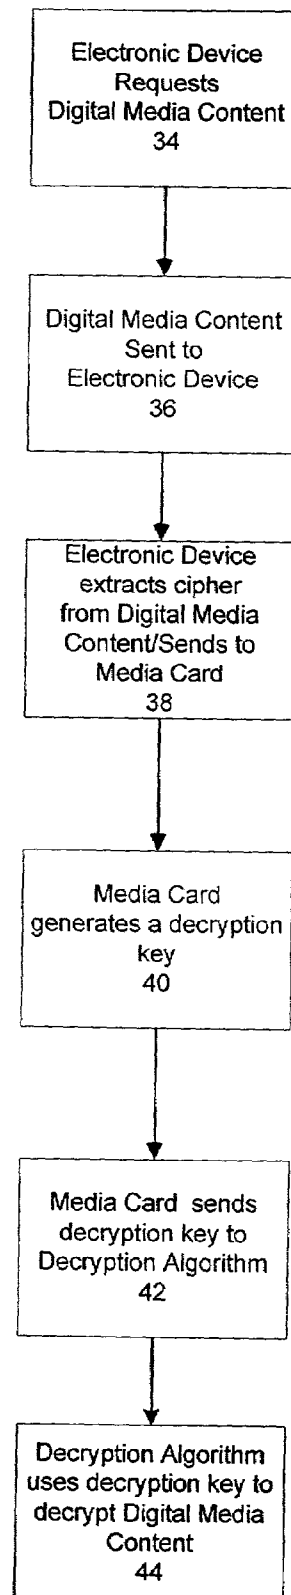 Electronic Device
Requests
Digital Media Content
34
Digital Media Content
Sent to
Electronic Device
36
Electronic Device
extracts cipher
from Digital Media
Content/Sends to
Media Card
38
Media Card
generates a decryption
key
40
Media Card sends
decryption key to
Decryption Algorithm
42
Decryption Algorithm
uses decryption key to
decrypt Digital Media
Content
44